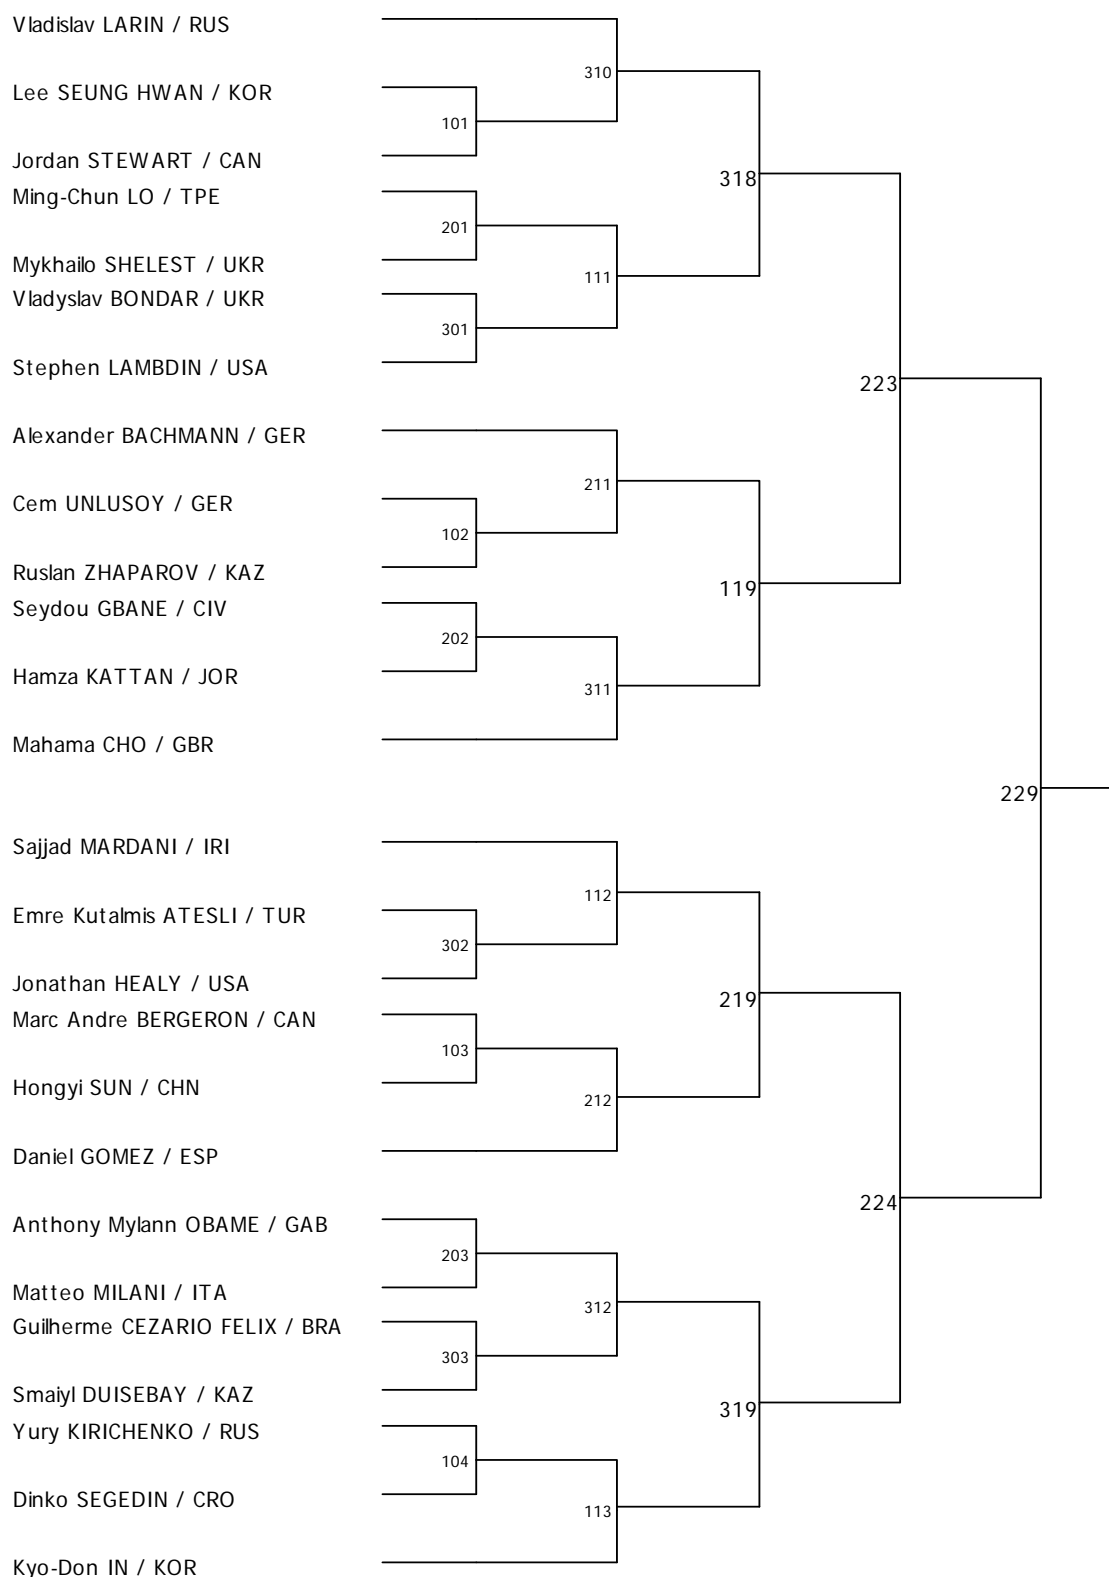 Vladislav LARIN / RUS
310
Lee SEUNG HWAN / KOR
101
Jordan STEWART / CAN
318
Ming-Chun LO / TPE
201
Mykhailo SHELEST / UKR
111
Vladyslav BONDAR / UKR
301
Stephen LAMBDIN / USA
223
Alexander BACHMANN / GER
211
Cem UNLUSOY / GER
102
Ruslan ZHAPAROV / KAZ
119
Seydou GBANE / CIV
202
Hamza KATTAN / JOR
311
Mahama CHO / GBR
229
Sajjad MARDANI / IRI
112
Emre Kutalmis ATESLI / TUR
302
Jonathan HEALY / USA
219
Marc Andre BERGERON / CAN
103
Hongyi SUN / CHN
212
Daniel GOMEZ / ESP
224
Anthony Mylann OBAME / GAB
203
Matteo MILANI / ITA
312
Guilherme CEZARIO FELIX / BRA
303
Smaiyl DUISEBAY / KAZ
319
Yury KIRICHENKO / RUS
104
Dinko SEGEDIN / CRO
113
Kyo-Don IN / KOR